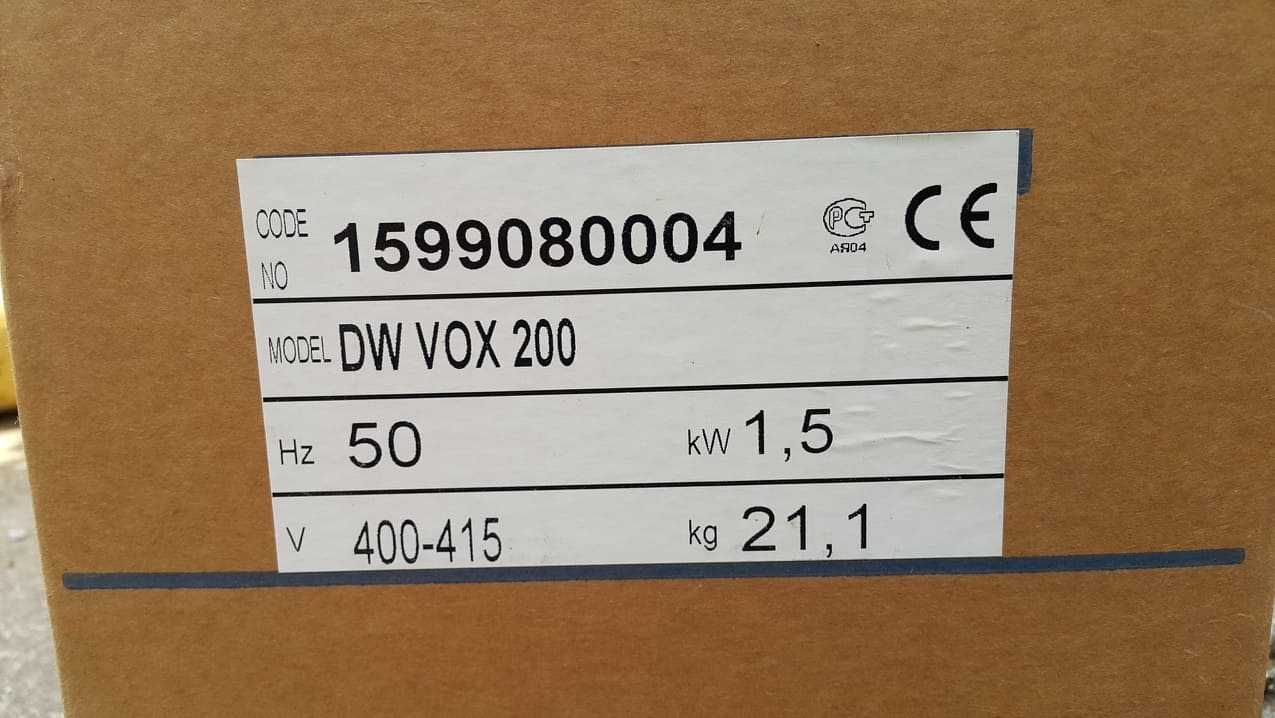 CODE NO 1599080004
РСТ
АЯ04
CE
MODEL DW VOX 200
Hz 50 kW 1,5
V 400-415 kg 21,1